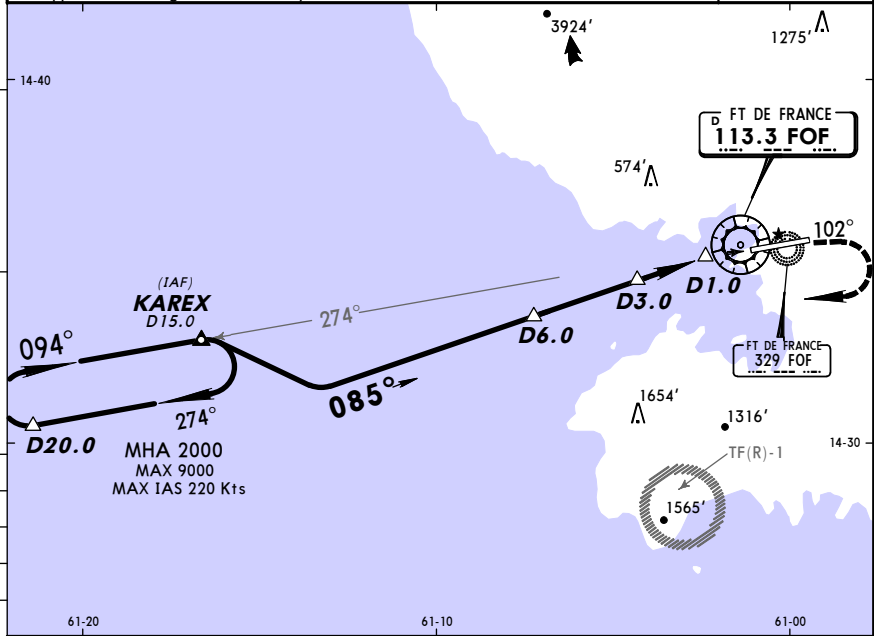 3924'
1275'
14-40
D FT DE FRANCE
113.3 FOF
574'
102°
(IAF)
KAREX
D15.0
274°
D1.0
D3.0
D6.0
094°
FT DE FRANCE
329 FOF
085°
274°
1654'
1316'
D20.0
MHA 2000
MAX 9000
MAX IAS 220 Kts
14-30
TF(R)-1
1565'
61-20
61-10
61-00